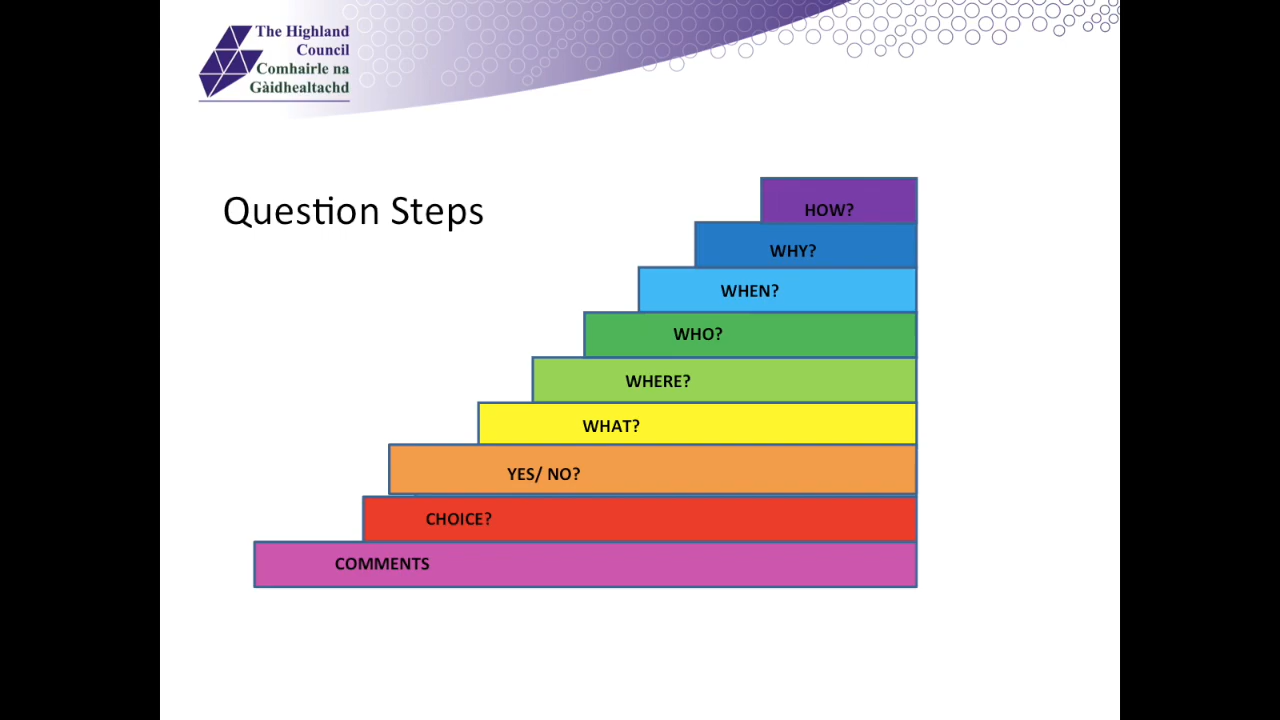 The Highland
Council
Comhairle na
Gàidhealtachd
Question Steps
HOW?
WHY?
WHEN?
WHO?
WHERE?
WHAT?
YES/ NO?
CHOICE?
COMMENTS